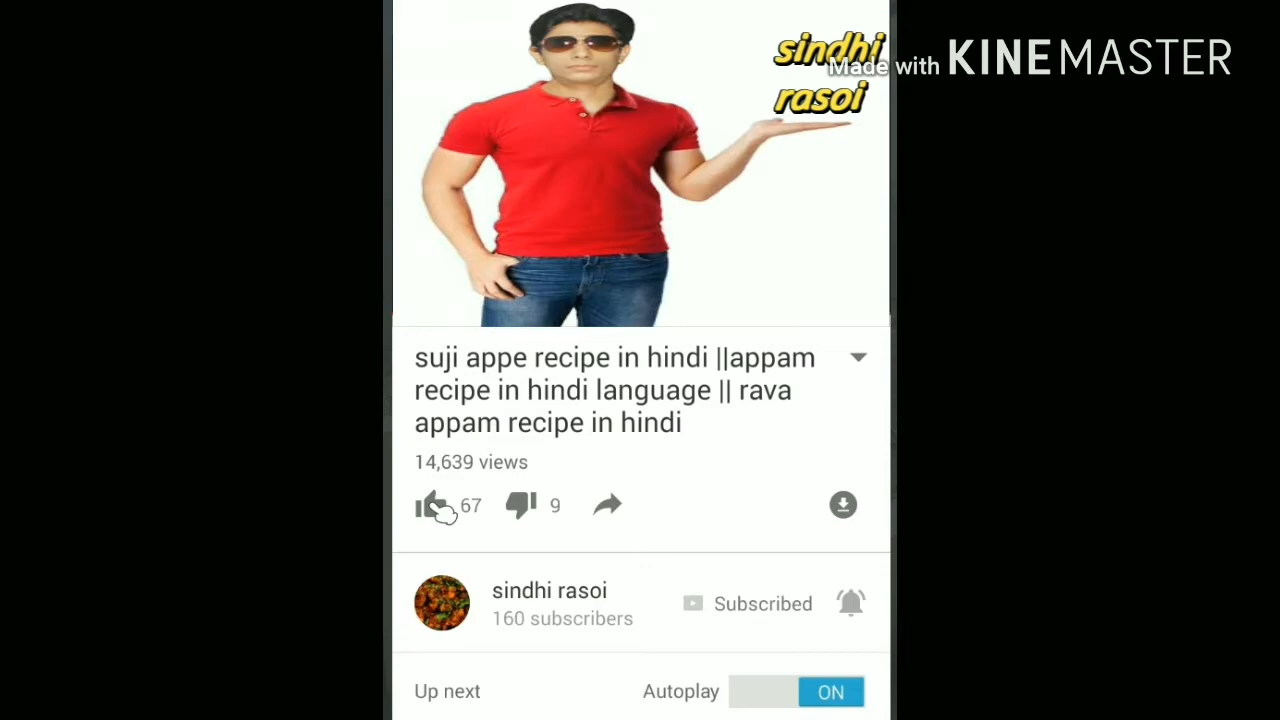 sindhi
rasoi
Made with KINEMASTER
suji appe recipe in hindi ||appam
recipe in hindi language || rava
appam recipe in hindi
14,639 views
67 9
sindhi rasoi
160 subscribers
Subscribed
Up next Autoplay ON